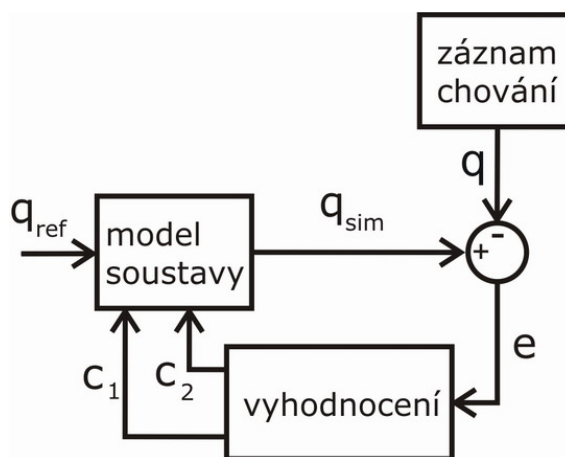 záznam
chování
q
q_ref
model
soustavy
q_sim
-
+
e
c_1
c_2
vyhodnocení